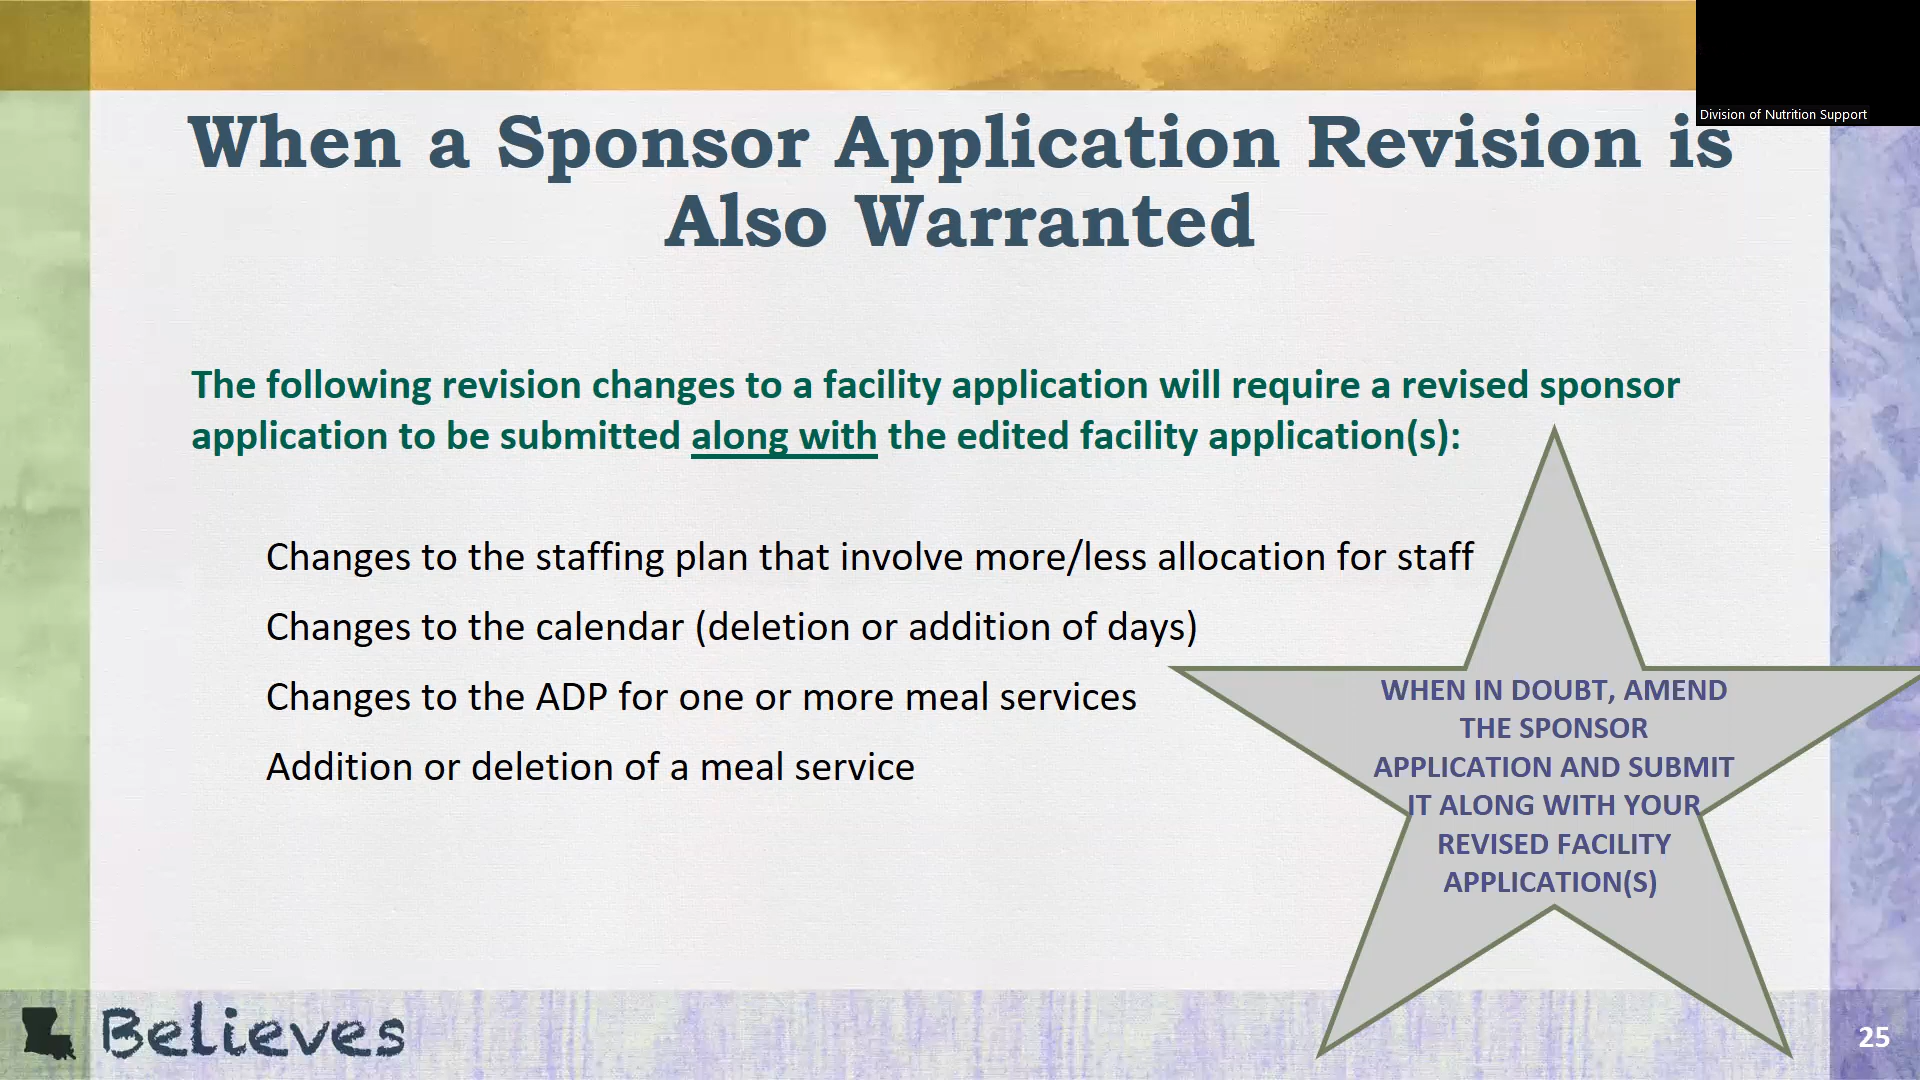 Division of Nutrition Support
When a Sponsor Application Revision is
Also Warranted
The following revision changes to a facility application will require a revised sponsor
application to be submitted along with the edited facility application(s):
Changes to the staffing plan that involve more/less allocation for staff
Changes to the calendar (deletion or addition of days)
Changes to the ADP for one or more meal services
Addition or deletion of a meal service
WHEN IN DOUBT, AMEND
THE SPONSOR
APPLICATION AND SUBMIT
IT ALONG WITH YOUR
REVISED FACILITY
APPLICATION(S)
Believes
25